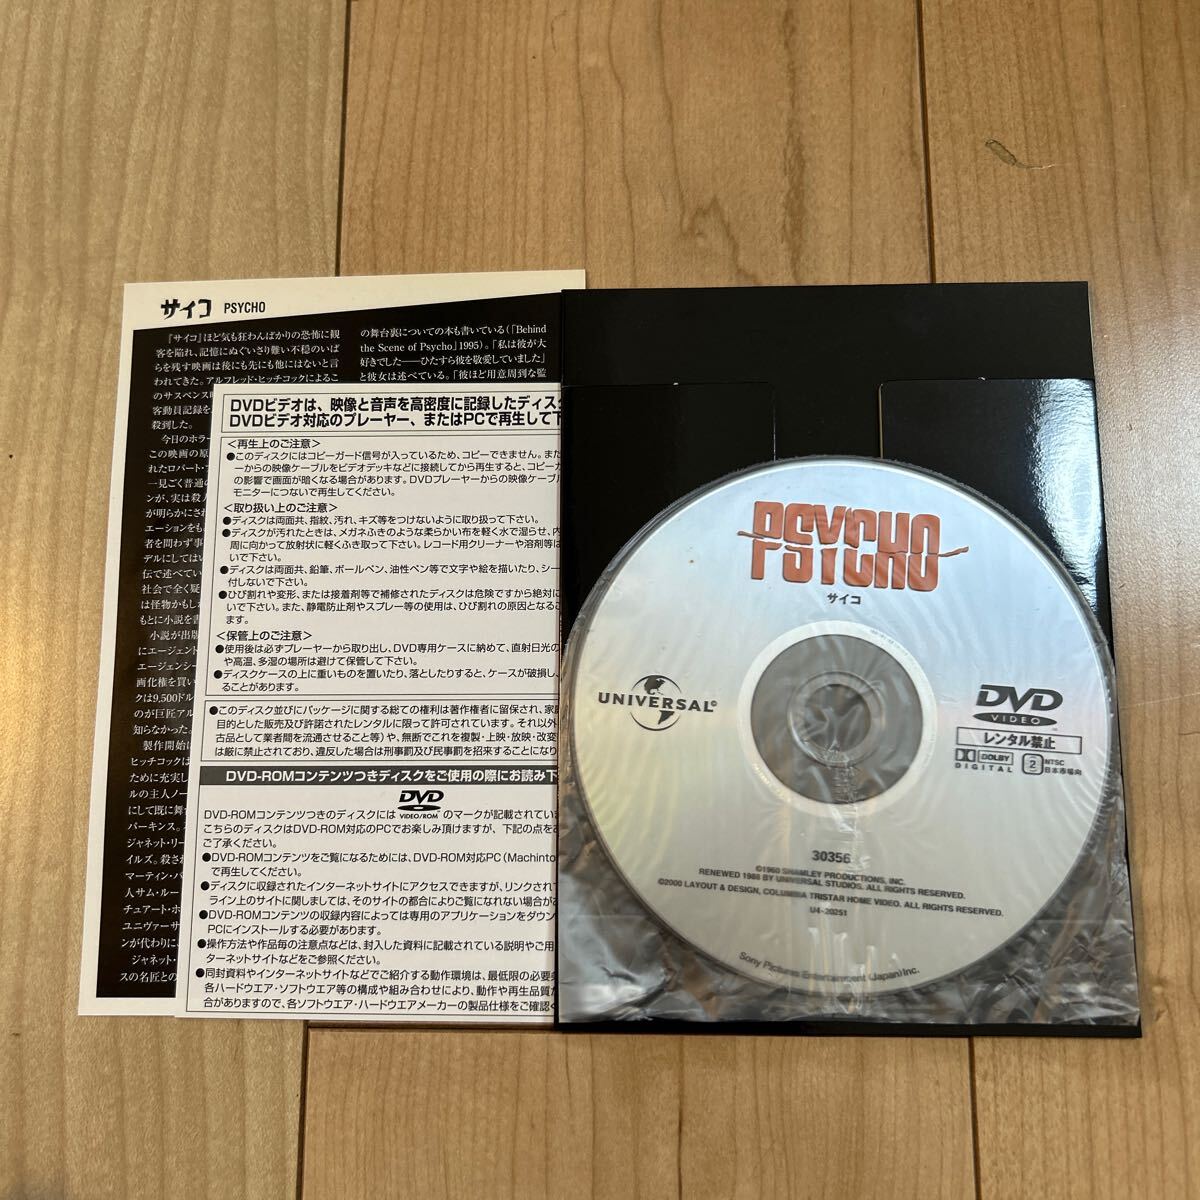 サイコ PSYCHO
『サイコ』ほど気も狂わんばかりの恐怖に観
客を陥れ、記憶にぬぐいさり難い不穏のいば
らを残す映画は後にも先にも他にはないと言
われてきた。アルフレッド・ヒッチコックによるこ
のサスペンス
客動員記録を
殺到した。
今日のホラー
この映画の原
れたロバート・
一見ごく普通の
ンが、実は殺人
が明らかにされ
エーションをも
者を問わず事
デルにしてはい
伝で述べてい
社会で全く疑
は怪物かもし
もとに小説を書
小説が出版
にエージェント
エージェンシー
画化権を買い
クは9,500ドル
のが巨匠アル
知らなかった。
製作開始
ヒッチコックは
ために充実し
ルの主人ノー
にして既に舞
パーキンス。
ジャネット・リー
イルズ。殺され
マーティン・バ
人サム・ルー
チュアート・ホ
ユニヴァーサ
ンが代わりに、
ジャネット・
スの名匠との
の舞台裏についての本も書いている(「Behind
the Scene of Psycho」1995)。「私は彼が大
好きでした──ひたすら彼を敬愛していました」
と彼女は述べている。「彼ほど用意周到な監
DVDビデオは、映像と音声を高密度に記録したディス
DVDビデオ対応のプレーヤー、またはPCで再生して下
<再生上のご注意>
●このディスクにはコピーガード信号が入っているため、コピーできません。また
ーからの映像ケーブルをビデオデッキなどに接続してから再生すると、コピーガ
の影響で画面が暗くなる場合があります。DVDプレーヤーからの映像ケーブル
モニターにつないで再生してください。
<取り扱い上のご注意>
●ディスクは両面共、指紋、汚れ、キズ等をつけないように取り扱って下さい。
●ディスクが汚れたときは、メガネふきのような柔らかい布を軽く水で湿らせ、内
周に向かって放射状に軽くふき取って下さい。レコード用クリーナーや溶剤等は
いで下さい。
●ディスクは両面共、鉛筆、ボールペン、油性ペン等で文字や絵を描いたり、シー
付しないで下さい。
●ひび割れや変形、または接着剤等で補修されたディスクは危険ですから絶対に
いで下さい。また、静電防止剤やスプレー等の使用は、ひび割れの原因となるこ
ます。
<保管上のご注意>
●使用後は必ずプレーヤーから取り出し、DVD専用ケースに納めて、直射日光の
や高温、多湿の場所は避けて保管して下さい。
●ディスクケースの上に重いものを置いたり、落としたりすると、ケースが破損し、
ることがあります。
●このディスク並びにパッケージに関する総ての権利は著作権者に留保され、家庭
目的とした販売及び許諾されたレンタルに限って許可されています。それ以外
古品として業者間を流通させること等)や、無断でこれを複製・上映・放映・改変
は厳に禁止されており、違反した場合は刑事罰及び民事罰を招来することになり
DVD-ROMコンテンツつきディスクをご使用の際にお読み下
DVD-ROMコンテンツつきのディスクには DVD VIDEO/ROM のマークが記載されてい
こちらのディスクはDVD-ROM対応のPCでお楽しみ頂けますが、下記の点をあ
ご了承ください。
●DVD-ROMコンテンツをご覧になるためには、DVD-ROM対応PC(Machinto
で再生してください。
●ディスクに収録されたインターネットサイトにアクセスできますが、リンクされて
ライン上のサイトに関しましては、そのサイトの都合によりご覧になれない場合が
●DVD-ROMコンテンツの収録内容によっては専用のアプリケーションをダウン
PCにインストールする必要があります。
●操作方法や作品毎の注意点などは、封入した資料に記載されている説明やご用
ターネットサイトなどをご参照ください。
●同封資料やインターネットサイトなどでご紹介する動作環境は、最低限の必要
各ハードウエア・ソフトウエア等の構成や組み合わせにより、動作や再生品質が
合がありますので、各ソフトウエア・ハードウエアメーカーの製品仕様をご確認く
PSYCHO
サイコ
UNIVERSAL®
DVD
VIDEO
レンタル禁止
DOLBY
DIGITAL
2
NTSC
日本市場向
30356
©1960 SHAMLEY PRODUCTIONS, INC.
RENEWED 1988 BY UNIVERSAL STUDIOS. ALL RIGHTS RESERVED.
©2000 LAYOUT & DESIGN, COLUMBIA TRISTAR HOME VIDEO. ALL RIGHTS RESERVED.
U4-20251
Sony Pictures Entertainment (Japan) Inc.